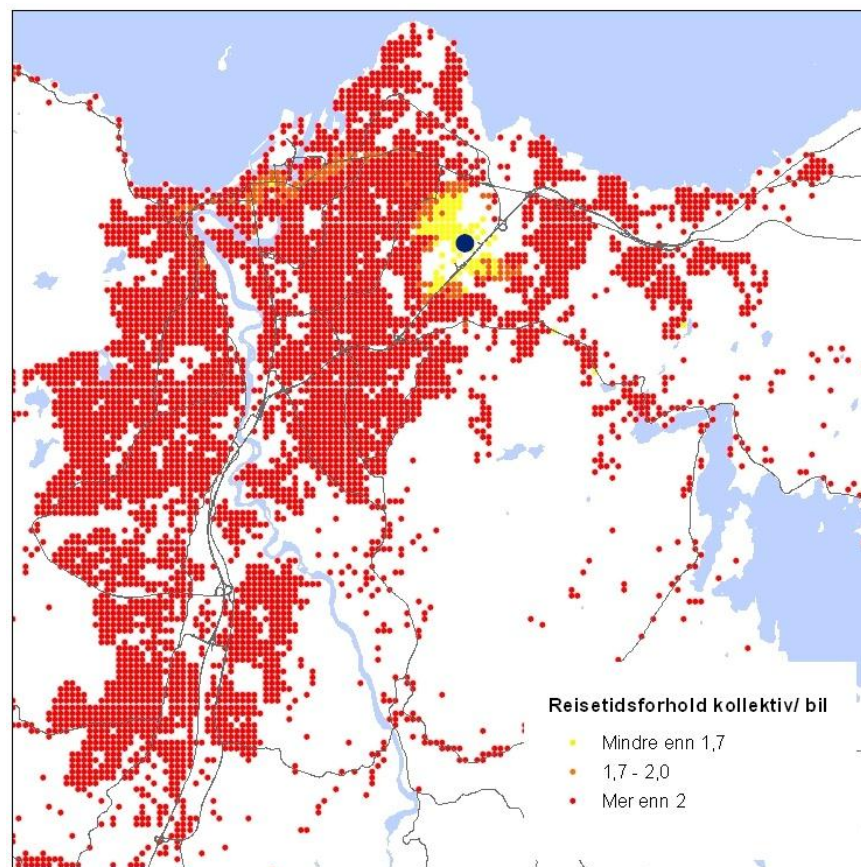 Reisetidsforhold kollektiv/ bil
Mindre enn 1,7
1,7 - 2,0
Mer enn 2